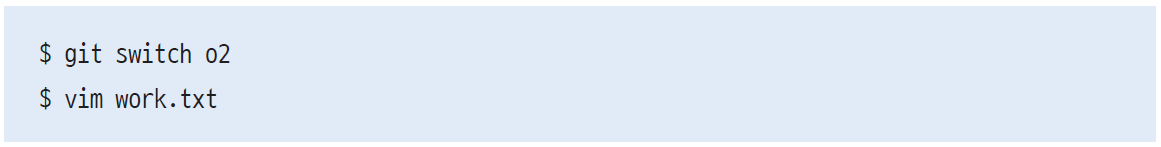 $ git switch o2
$ vim work.txt